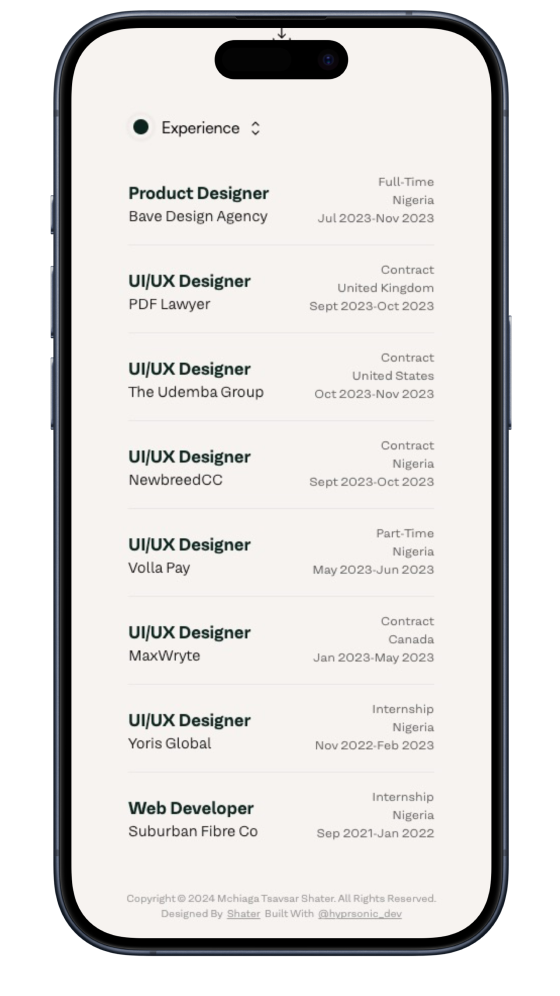 Experience
Product Designer
Bave Design Agency
Full-Time
Nigeria
Jul 2023-Nov 2023
UI/UX Designer
PDF Lawyer
Contract
United Kingdom
Sept 2023-Oct 2023
UI/UX Designer
The Udemba Group
Contract
United States
Oct 2023-Nov 2023
UI/UX Designer
NewbreedCC
Contract
Nigeria
Sept 2023-Oct 2023
UI/UX Designer
Volla Pay
Part-Time
Nigeria
May 2023-Jun 2023
UI/UX Designer
MaxWryte
Contract
Canada
Jan 2023-May 2023
UI/UX Designer
Yoris Global
Internship
Nigeria
Nov 2022-Feb 2023
Web Developer
Suburban Fibre Co
Internship
Nigeria
Sep 2021-Jan 2022
Copyright © 2024 Mchiaga Tsavsar Shater. All Rights Reserved.
Designed By Shater Built With @hyprsonic_dev